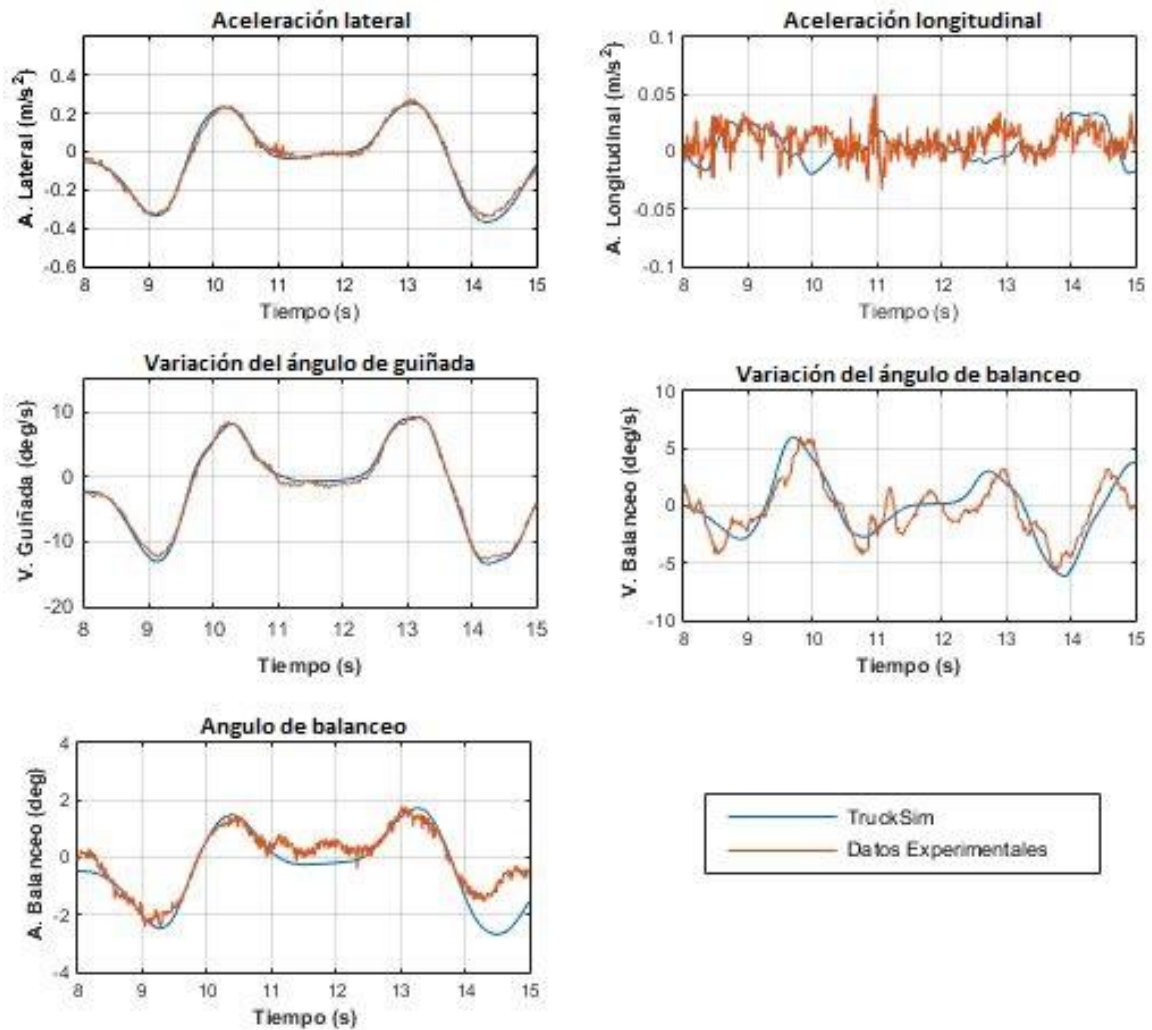 Aceleración lateral
A. Lateral (m/s²)
0.4
0.2
0
-0.2
-0.4
-0.6
8 9 10 11 12 13 14 15
Tiempo (s)
Aceleración longitudinal
A. Longitudinal (m/s²)
0.1
0.05
0
-0.05
-0.1
8 9 10 11 12 13 14 15
Tiempo (s)
Variación del ángulo de guiñada
V. Guiñada (deg/s)
10
0
-10
-20
8 9 10 11 12 13 14 15
Tiempo (s)
Variación del ángulo de balanceo
V. Balanceo (deg/s)
10
5
0
-5
-10
8 9 10 11 12 13 14 15
Tiempo (s)
Angulo de balanceo
A. Balanceo (deg)
4
2
0
-2
-4
8 9 10 11 12 13 14 15
Tiempo (s)
TruckSim
Datos Experimentales